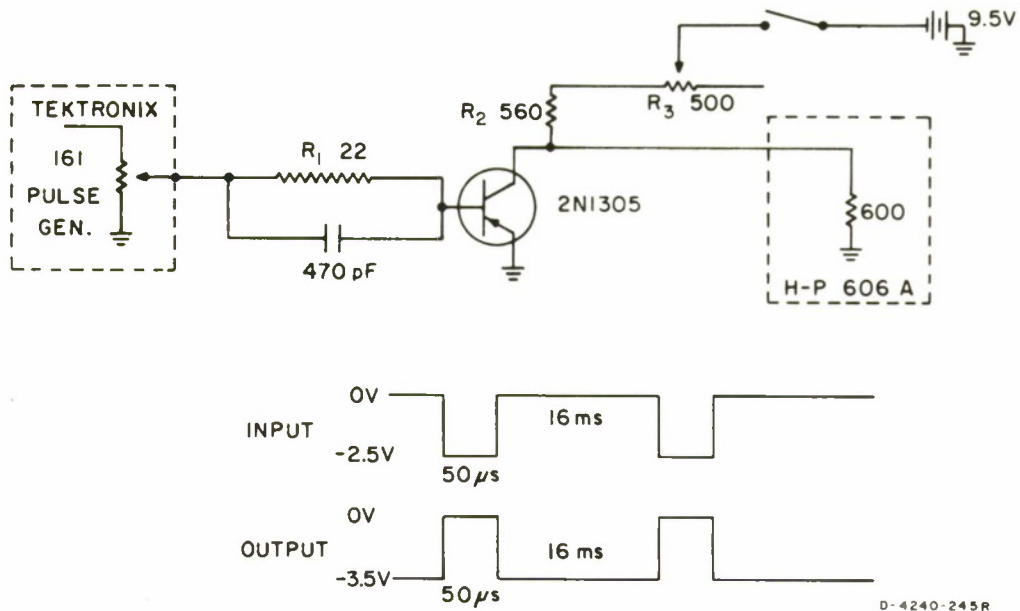 9.5V
TEKTRONIX
161
PULSE
GEN.
R₁ 22
470 pF
R₂ 560
R₃ 500
2N1305
600
H-P 606 A
INPUT
0V
-2.5V
16 ms
50 μs
OUTPUT
0V
-3.5V
16 ms
50 μs
D-4240-245R